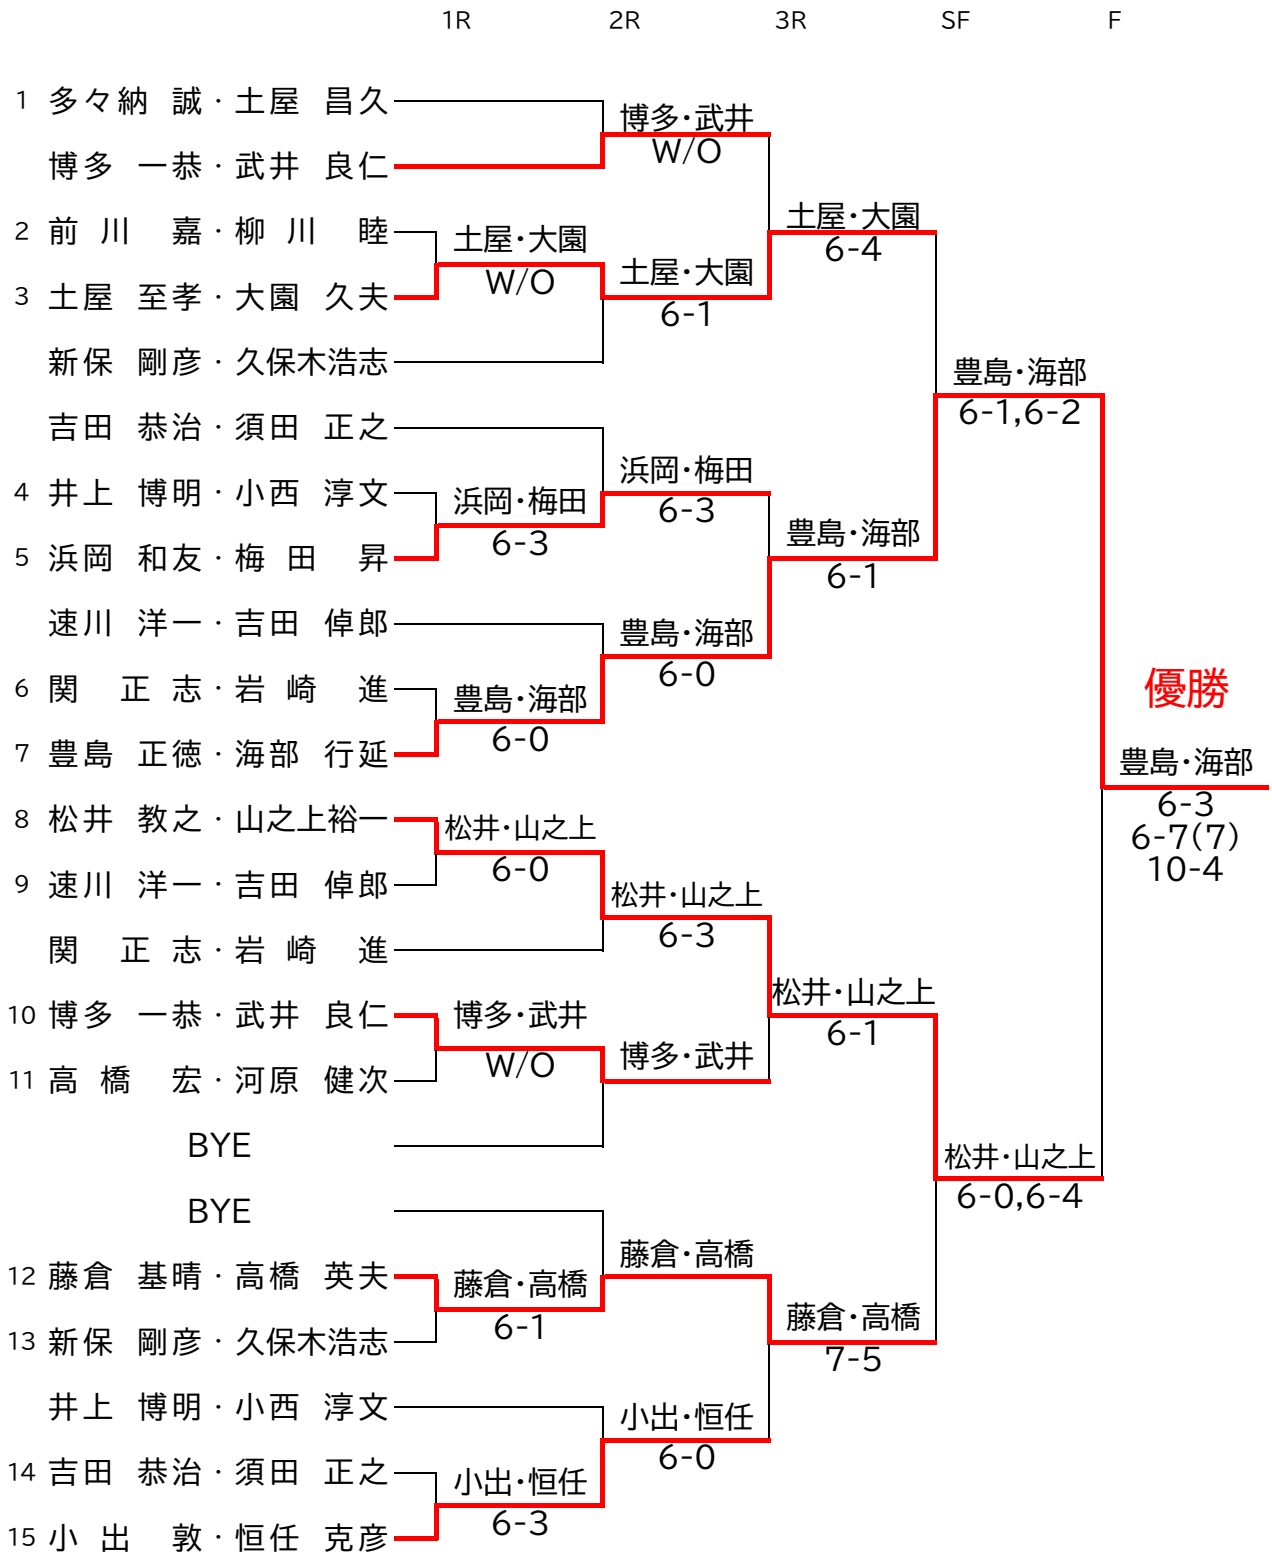 1R 2R 3R SF F
1 多々納 誠・土屋 昌久
博多・武井
W/O
博多 一恭・武井 良仁
2 前川 嘉・柳川 睦
土屋・大園
6-4
土屋・大園
W/O
土屋・大園
6-1
3 土屋 至孝・大園 久夫
新保 剛彦・久保木浩志
豊島・海部
6-1,6-2
吉田 恭治・須田 正之
浜岡・梅田
6-3
4 井上 博明・小西 淳文
浜岡・梅田
6-3
豊島・海部
6-1
5 浜岡 和友・梅田 昇
速川 洋一・吉田 倬郎
豊島・海部
6-0
6 関 正志・岩崎 進
豊島・海部
6-0
優勝
7 豊島 正徳・海部 行延
豊島・海部
6-3
6-7(7)
10-4
8 松井 教之・山之上裕一
松井・山之上
6-0
9 速川 洋一・吉田 倬郎
松井・山之上
6-3
関 正志・岩崎 進
松井・山之上
6-1
10 博多 一恭・武井 良仁
博多・武井
W/O
博多・武井
11 高橋 宏・河原 健次
BYE
松井・山之上
6-0,6-4
BYE
藤倉・高橋
12 藤倉 基晴・高橋 英夫
藤倉・高橋
6-1
藤倉・高橋
7-5
13 新保 剛彦・久保木浩志
井上 博明・小西 淳文
小出・恒任
6-0
14 吉田 恭治・須田 正之
小出・恒任
6-3
15 小出 敦・恒任 克彦